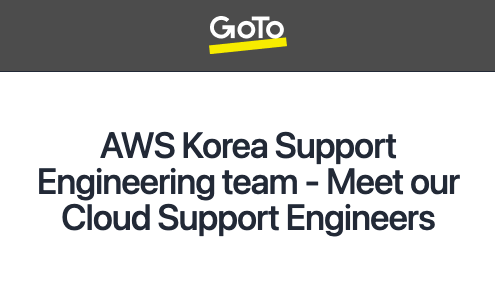 GoTo
AWS Korea Support
Engineering team - Meet our
Cloud Support Engineers